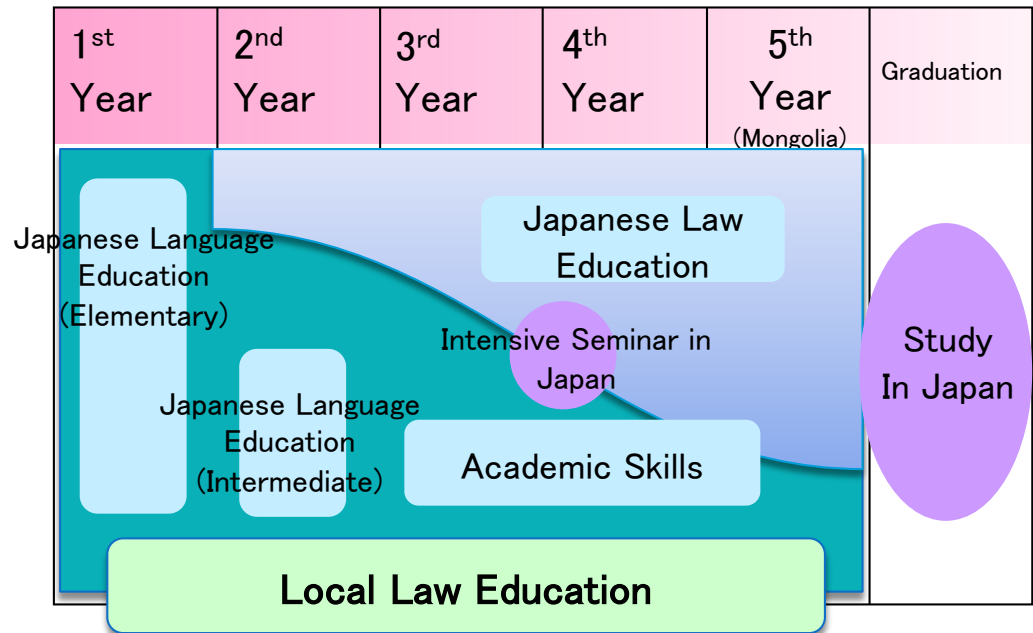 1st
Year
2nd
Year
3rd
Year
4th
Year
5th
Year
(Mongolia)
Graduation
Japanese Language
Education
(Elementary)
Japanese Language
Education
(Intermediate)
Japanese Law
Education
Intensive Seminar in
Japan
Academic Skills
Study
In Japan
Local Law Education